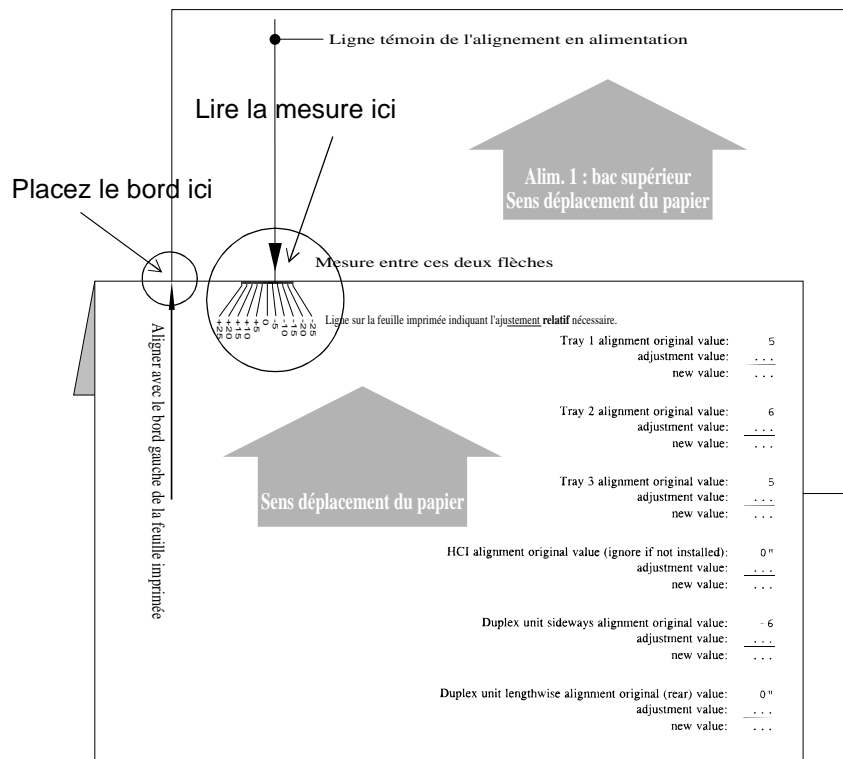 Ligne témoin de l'alignement en alimentation
Lire la mesure ici
Alim. 1 : bac supérieur
Sens déplacement du papier
Placez le bord ici
Mesure entre ces deux flèches
+25
+20
+15
+10
+5
0
-5
-10
-15
-20
-25
Ligne sur la feuille imprimée indiquant l'ajustement relatif nécessaire.
Aligner avec le bord gauche de la feuille imprimée
Sens déplacement du papier
Tray 1 alignment original value: 5
adjustment value: ...
new value: ...
Tray 2 alignment original value: 6
adjustment value: ...
new value: ...
Tray 3 alignment original value: 5
adjustment value: ...
new value: ...
HCI alignment original value (ignore if not installed): 0"
adjustment value: ...
new value: ...
Duplex unit sideways alignment original value: -6
adjustment value: ...
new value: ...
Duplex unit lengthwise alignment original (rear) value: 0"
adjustment value: ...
new value: ...